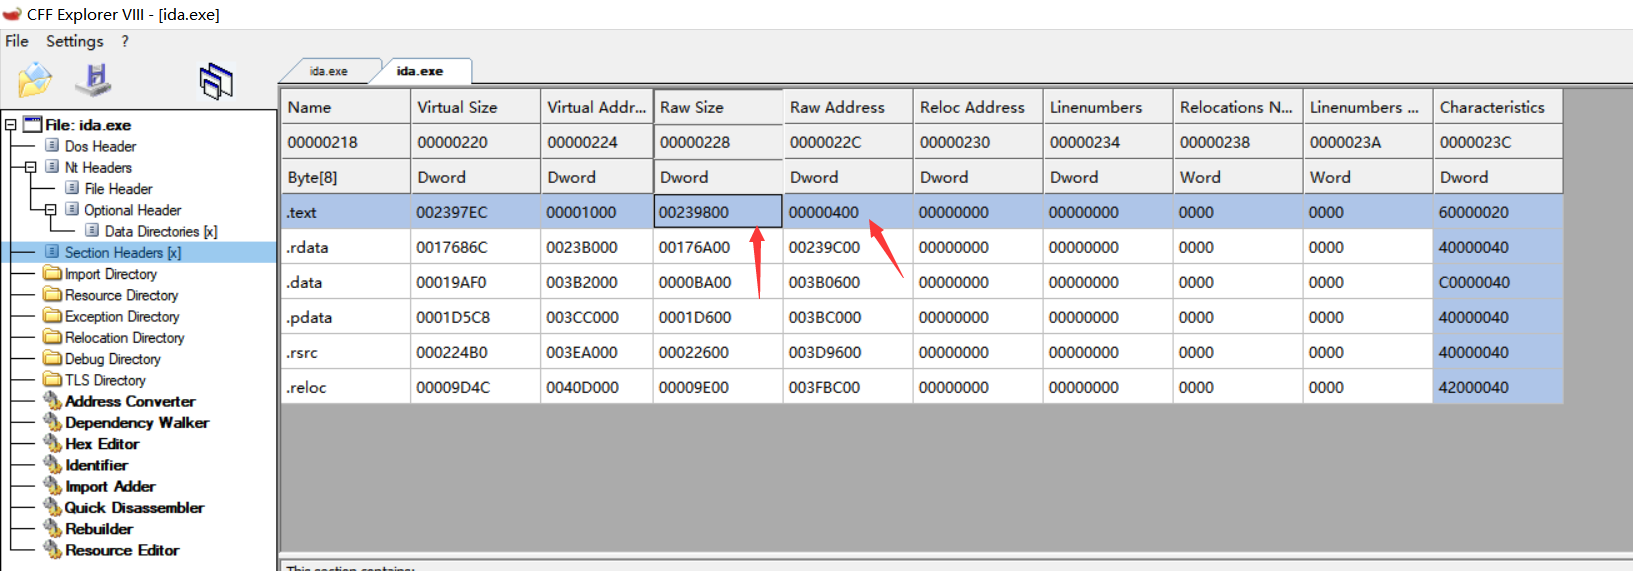 CFF Explorer VIII - [ida.exe]
File Settings ?
ida.exe ida.exe
File: ida.exe
Dos Header
Nt Headers
File Header
Optional Header
Data Directories [x]
Section Headers [x]
Import Directory
Resource Directory
Exception Directory
Relocation Directory
Debug Directory
TLS Directory
Address Converter
Dependency Walker
Hex Editor
Identifier
Import Adder
Quick Disassembler
Rebuilder
Resource Editor
Name Virtual Size Virtual Addr... Raw Size Raw Address Reloc Address Linenumbers Relocations N... Linenumbers ... Characteristics
00000218 00000220 00000224 00000228 0000022C 00000230 00000234 00000238 0000023A 0000023C
Byte[8] Dword Dword Dword Dword Dword Dword Word Word Dword
.text 002397EC 00001000 00239800 00000400 00000000 00000000 0000 0000 60000020
.rdata 0017686C 0023B000 00176A00 00239C00 00000000 00000000 0000 0000 40000040
.data 00019AF0 003B2000 0000BA00 003B0600 00000000 00000000 0000 0000 C0000040
.pdata 0001D5C8 003CC000 0001D600 003BC000 00000000 00000000 0000 0000 40000040
.rsrc 000224B0 003EA000 00022600 003D9600 00000000 00000000 0000 0000 40000040
.reloc 00009D4C 0040D000 00009E00 003FBC00 00000000 00000000 0000 0000 42000040
This section contains: